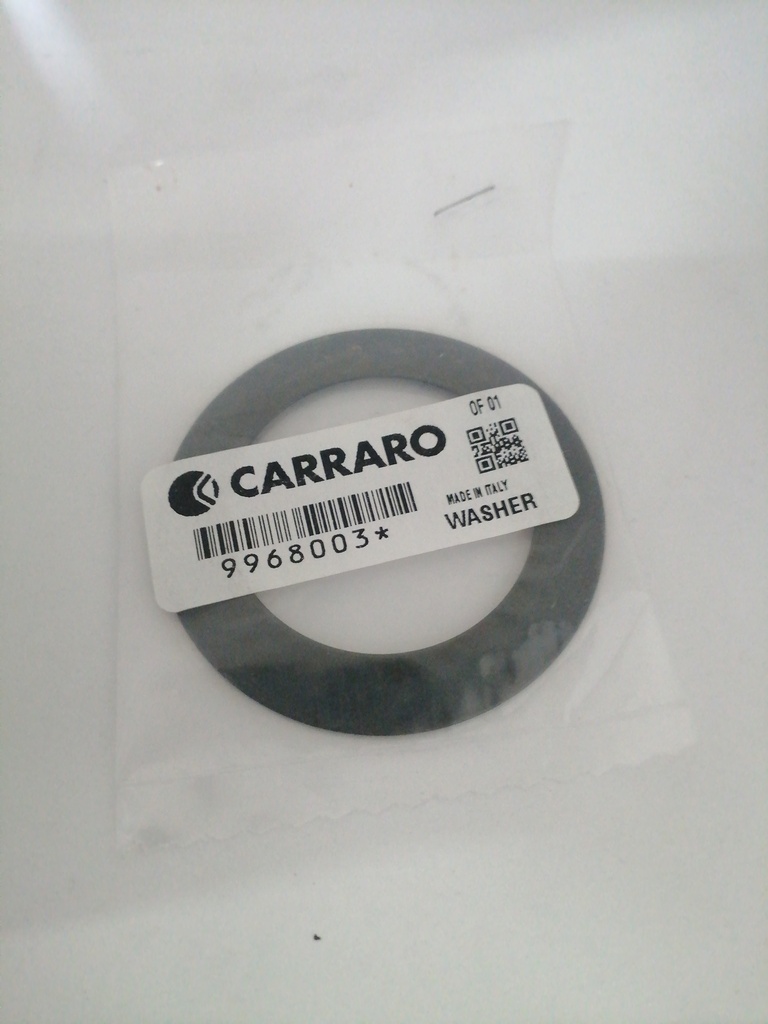 OF 01
CARRARO
9968003*
MADE IN ITALY
WASHER